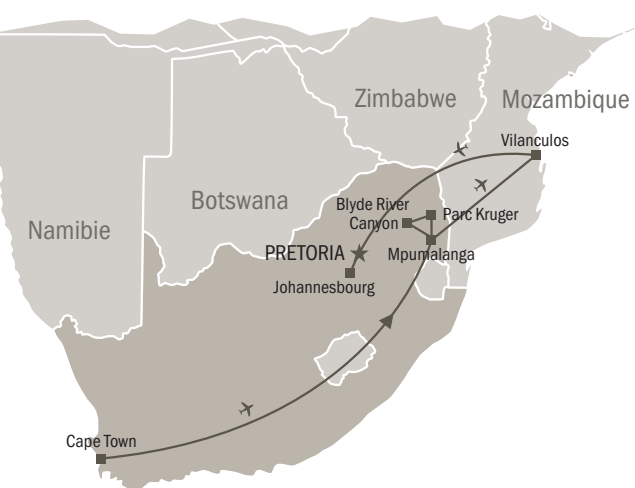 Zimbabwe
Mozambique
Vilanculos
Botswana
Blyde River
Canyon
Parc Kruger
Namibie
PRETORIA
Mpumalanga
Johannesbourg
Cape Town